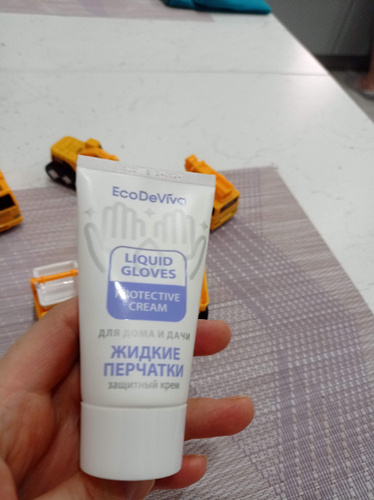 EcoDeViva
LIQUID
GLOVES
PROTECTIVE
CREAM
ДЛЯ ДОМА И ДАЧИ
ЖИДКИЕ
ПЕРЧАТКИ
защитный крем